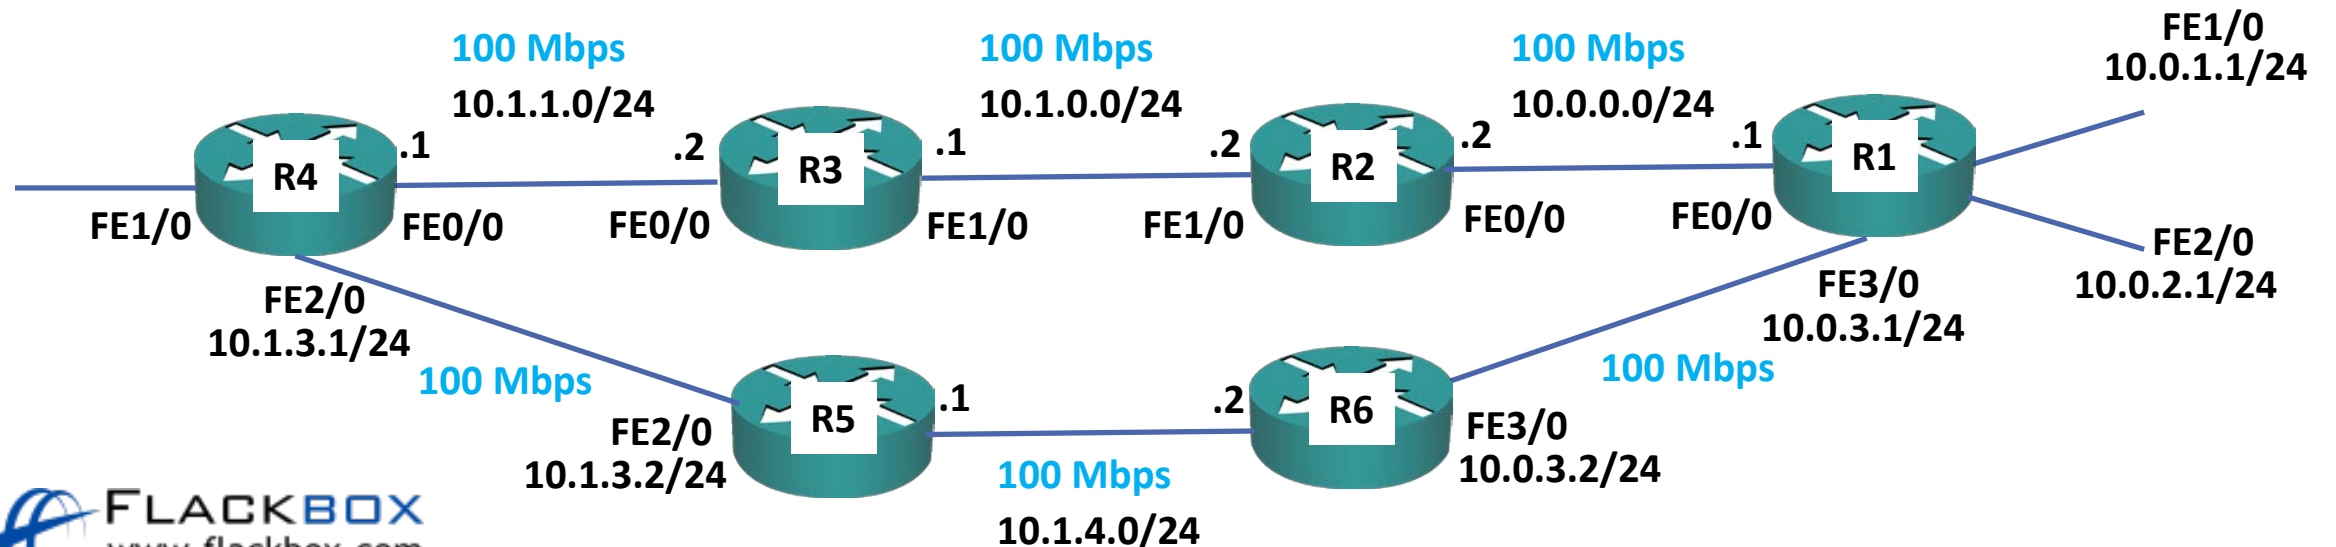 FE1/0
10.0.1.1/24
100 Mbps
100 Mbps
100 Mbps
10.1.1.0/24
10.1.0.0/24
10.0.0.0/24
.1
.2
.1
.2
.2
.1
R4
R3
R2
R1
FE1/0
FE0/0
FE0/0
FE1/0
FE1/0
FE0/0
FE0/0
FE2/0
10.0.2.1/24
FE2/0
10.1.3.1/24
FE3/0
10.0.3.1/24
100 Mbps
100 Mbps
.1
.2
R5
R6
FE2/0
10.1.3.2/24
FE3/0
10.0.3.2/24
100 Mbps
10.1.4.0/24
FLACKBOX
www.flackbox.com